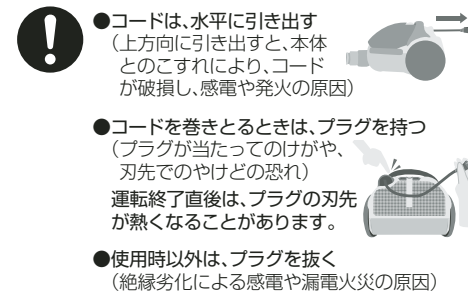 ●コードは、水平に引き出す
（上方向に引き出すと、本体
とのこすれにより、コード
が破損し、感電や発火の原因）
●コードを巻きとるときは、プラグを持つ
（プラグが当たってのけがや、
刃先でのやけどの恐れ）
運転終了直後は、プラグの刃先
が熱くなることがあります。
●使用時以外は、プラグを抜く
（絶縁劣化による感電や漏電火災の原因）